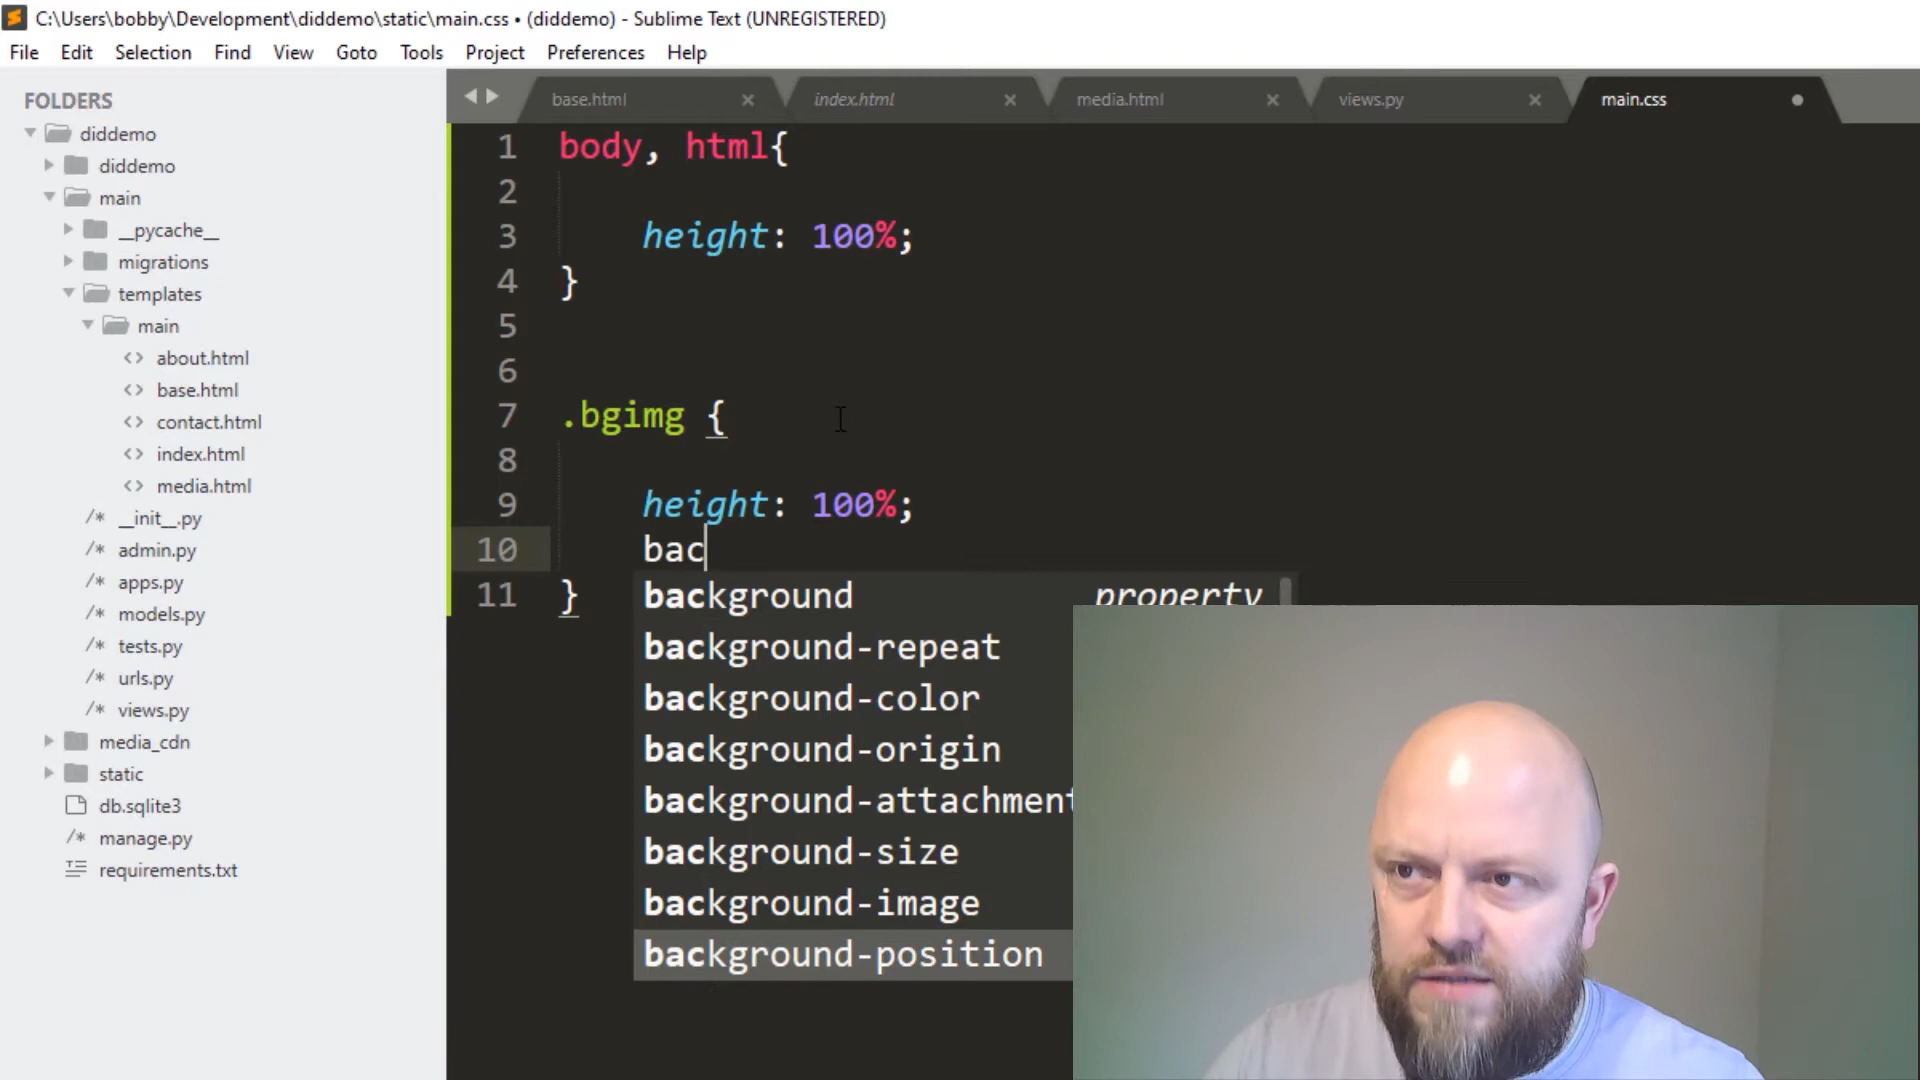 C:\Users\bobby\Development\diddemo\static\main.css • (diddemo) - Sublime Text (UNREGISTERED)
File Edit Selection Find View Goto Tools Project Preferences Help
FOLDERS
diddemo
diddemo
main
__pycache__
migrations
templates
main
<> about.html
<> base.html
<> contact.html
<> index.html
<> media.html
/* __init__.py
/* admin.py
/* apps.py
/* models.py
/* tests.py
/* urls.py
/* views.py
media_cdn
static
db.sqlite3
/* manage.py
requirements.txt
base.html index.html media.html views.py main.css
1 body, html{
2
3 height: 100%;
4 }
5
6
7 .bgimg {
8
9 height: 100%;
10 bac
11 }
background property
background-repeat
background-color
background-origin
background-attachment
background-size
background-image
background-position